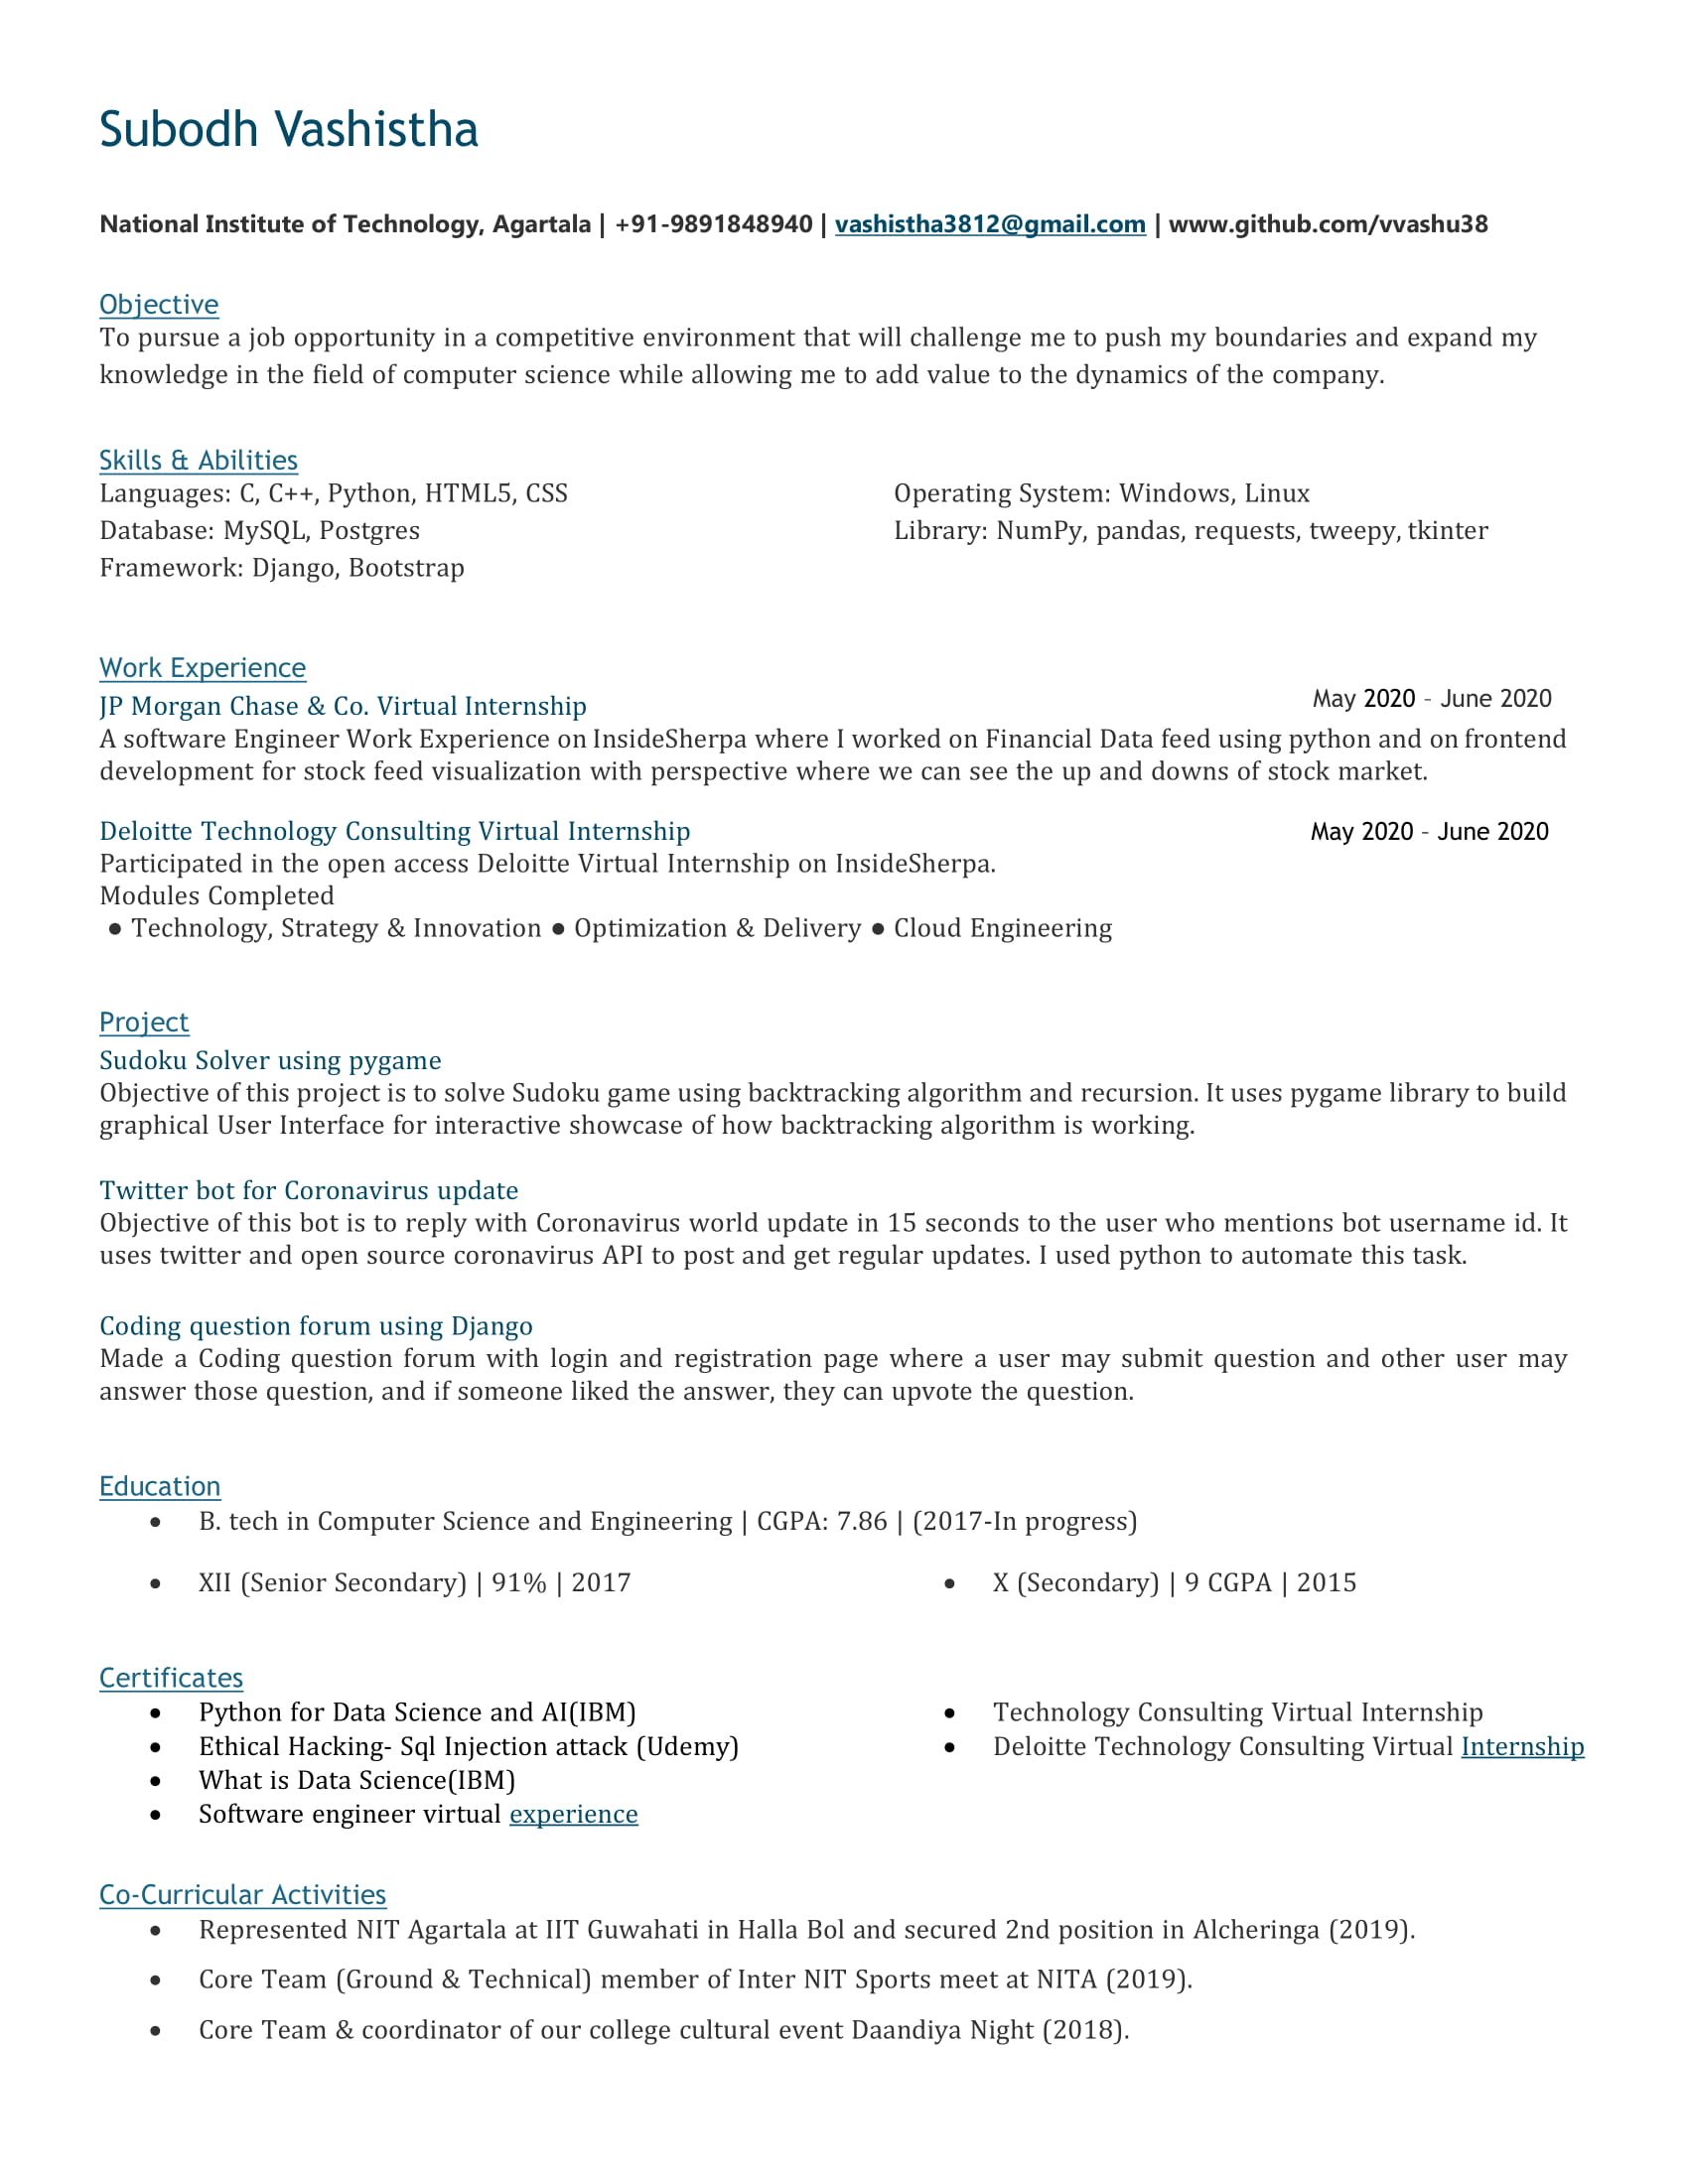 Subodh Vashistha
National Institute of Technology, Agartala | +91-9891848940 | vashistha3812@gmail.com | www.github.com/vvashu38
Objective
To pursue a job opportunity in a competitive environment that will challenge me to push my boundaries and expand my
knowledge in the field of computer science while allowing me to add value to the dynamics of the company.
Skills & Abilities
Languages: C, C++, Python, HTML5, CSS
Database: MySQL, Postgres
Framework: Django, Bootstrap
Operating System: Windows, Linux
Library: NumPy, pandas, requests, tweepy, tkinter
Work Experience
JP Morgan Chase & Co. Virtual Internship May 2020 – June 2020
A software Engineer Work Experience on InsideSherpa where I worked on Financial Data feed using python and on frontend
development for stock feed visualization with perspective where we can see the up and downs of stock market.
Deloitte Technology Consulting Virtual Internship May 2020 – June 2020
Participated in the open access Deloitte Virtual Internship on InsideSherpa.
Modules Completed
● Technology, Strategy & Innovation ● Optimization & Delivery ● Cloud Engineering
Project
Sudoku Solver using pygame
Objective of this project is to solve Sudoku game using backtracking algorithm and recursion. It uses pygame library to build
graphical User Interface for interactive showcase of how backtracking algorithm is working.
Twitter bot for Coronavirus update
Objective of this bot is to reply with Coronavirus world update in 15 seconds to the user who mentions bot username id. It
uses twitter and open source coronavirus API to post and get regular updates. I used python to automate this task.
Coding question forum using Django
Made a Coding question forum with login and registration page where a user may submit question and other user may
answer those question, and if someone liked the answer, they can upvote the question.
Education
• B. tech in Computer Science and Engineering | CGPA: 7.86 | (2017-In progress)
• XII (Senior Secondary) | 91% | 2017
• X (Secondary) | 9 CGPA | 2015
Certificates
• Python for Data Science and AI(IBM)
• Ethical Hacking- Sql Injection attack (Udemy)
• What is Data Science(IBM)
• Software engineer virtual experience
• Technology Consulting Virtual Internship
• Deloitte Technology Consulting Virtual Internship
Co-Curricular Activities
• Represented NIT Agartala at IIT Guwahati in Halla Bol and secured 2nd position in Alcheringa (2019).
• Core Team (Ground & Technical) member of Inter NIT Sports meet at NITA (2019).
• Core Team & coordinator of our college cultural event Daandiya Night (2018).